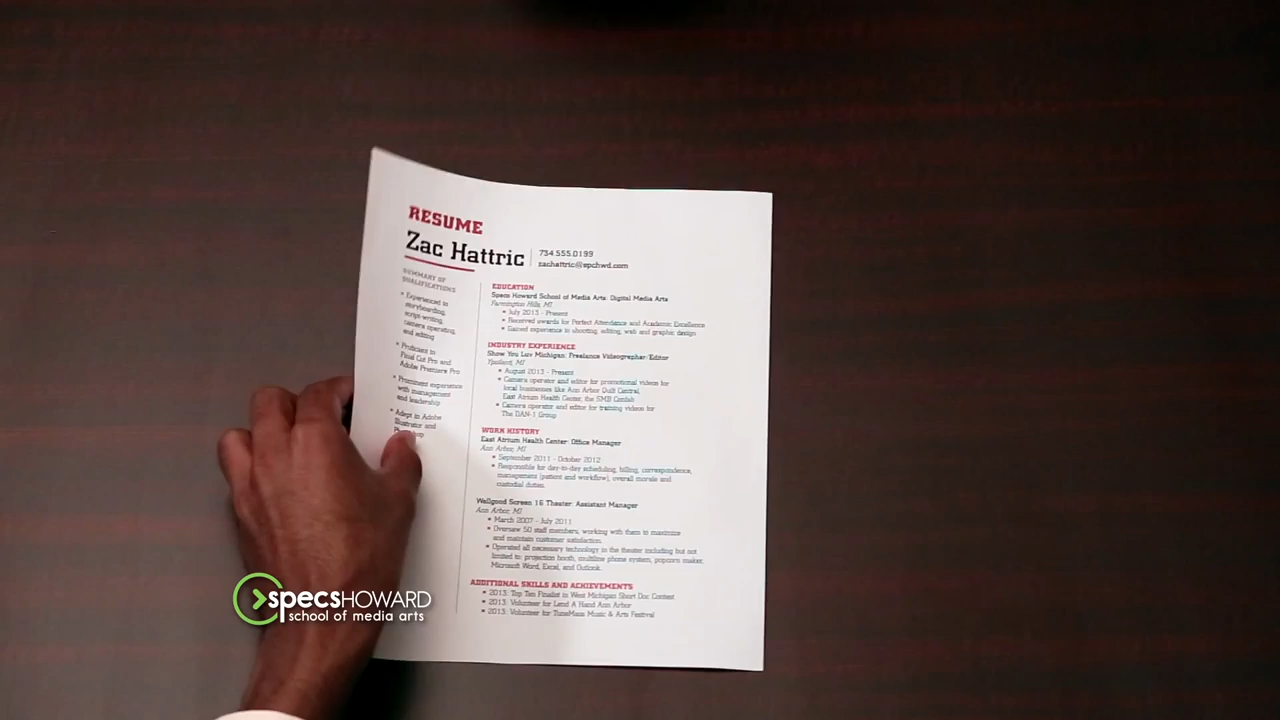 RESUME
Zac Hattric
734.555.0199
zachattric@spchwd.com
SUMMARY OF
QUALIFICATIONS
• Experienced in
storyboarding,
script-writing,
camera operating,
and editing
• Proficient in
Final Cut Pro and
Adobe Premiere Pro
• Prominent experience
with management
and leadership
• Adept in Adobe
Illustrator and
EDUCATION
Specs Howard School of Media Arts: Digital Media Arts
Farmington Hills, MI
• July 2013 - Present
• Received awards for Perfect Attendance and Academic Excellence
• Gained experience in shooting, editing, web and graphic design
INDUSTRY EXPERIENCE
Show You Luv Michigan: Freelance Videographer/Editor
Ypsilanti, MI
• August 2013 - Present
• Camera operator and editor for promotional videos for
local businesses like Ann Arbor Quilt Central,
East Atrium Health Center, the SMB Comish
• Camera operator and editor for training videos for
The DAN-1 Group
WORK HISTORY
East Atrium Health Center: Office Manager
Ann Arbor, MI
• September 2011 - October 2012
• Responsible for day-to-day scheduling, billing, correspondence,
management (patient and workflow), overall morale and
custodial duties.
Wellgood Screen 16 Theater: Assistant Manager
Ann Arbor, MI
• March 2007 - July 2011
• Oversaw 50 staff members, working with them to maximize
and maintain customer satisfaction.
• Operated all necessary technology in the theater including but not
limited to: projection booth, multiline phone system, popcorn maker,
Microsoft Word, Excel, and Outlook.
ADDITIONAL SKILLS AND ACHIEVEMENTS
• 2013: Top Ten Finalist in West Michigan Short Doc Contest
• 2013: Volunteer for Lend A Hand Ann Arbor
• 2013: Volunteer for TuneMass Music & Arts Festival
specsHOWARD
school of media arts